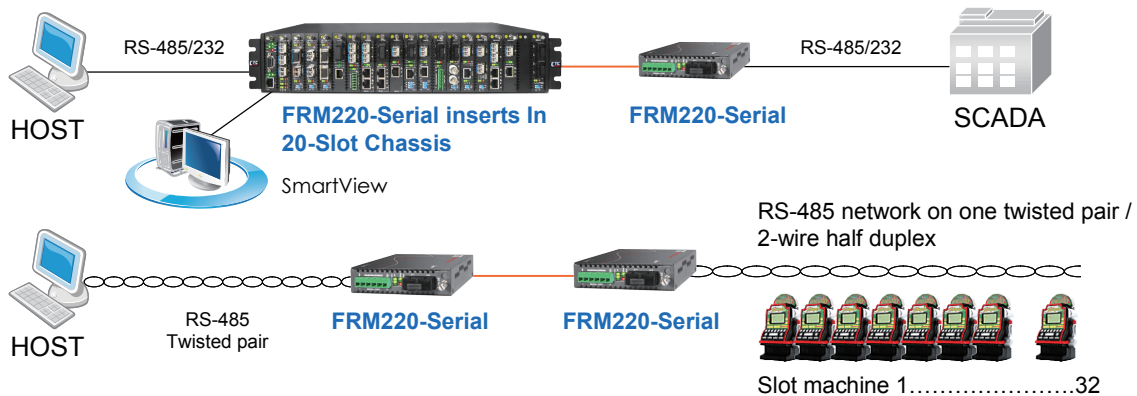 RS-485/232
RS-485/232
CTC
HOST
FRM220-Serial inserts In
20-Slot Chassis
FRM220-Serial
SCADA
SmartView
RS-485 network on one twisted pair /
2-wire half duplex
RS-485
Twisted pair
FRM220-Serial
FRM220-Serial
HOST
Slot machine 1......................32